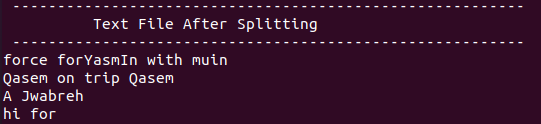 ---------------------------------------------------------
Text File After Splitting
---------------------------------------------------------
force forYasmIn with muin
Qasem on trip Qasem
A Jwabreh
hi for